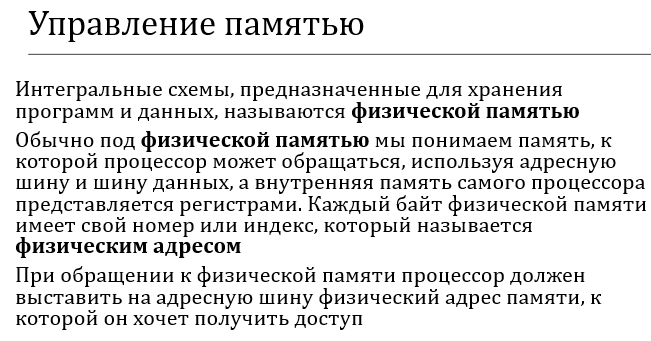 Управление памятью
Интегральные схемы, предназначенные для хранения
программ и данных, называются физической памятью
Обычно под физической памятью мы понимаем память, к
которой процессор может обращаться, используя адресную
шину и шину данных, а внутренняя память самого процессора
представляется регистрами. Каждый байт физической памяти
имеет свой номер или индекс, который называется
физическим адресом
При обращении к физической памяти процессор должен
выставить на адресную шину физический адрес памяти, к
которой он хочет получить доступ